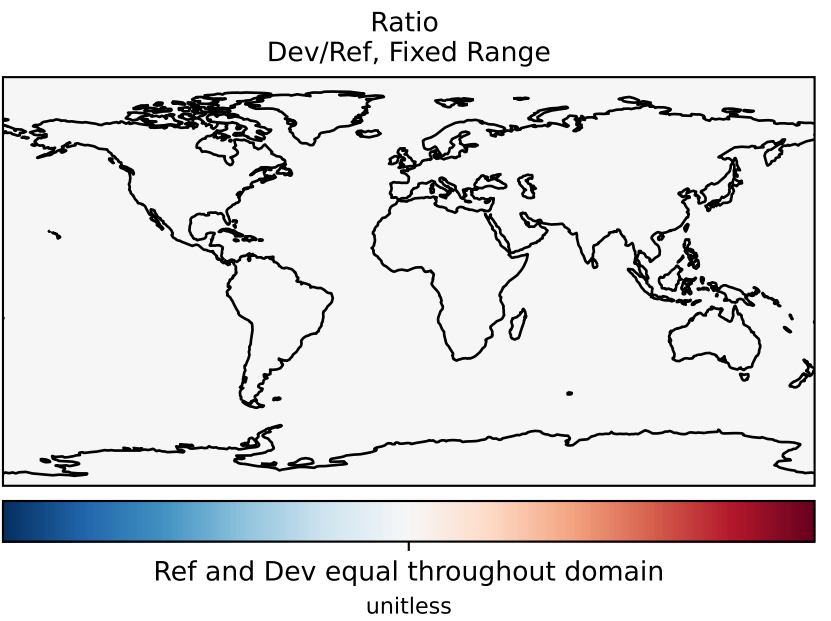 Ratio
Dev/Ref, Fixed Range
Ref and Dev equal throughout domain
unitless